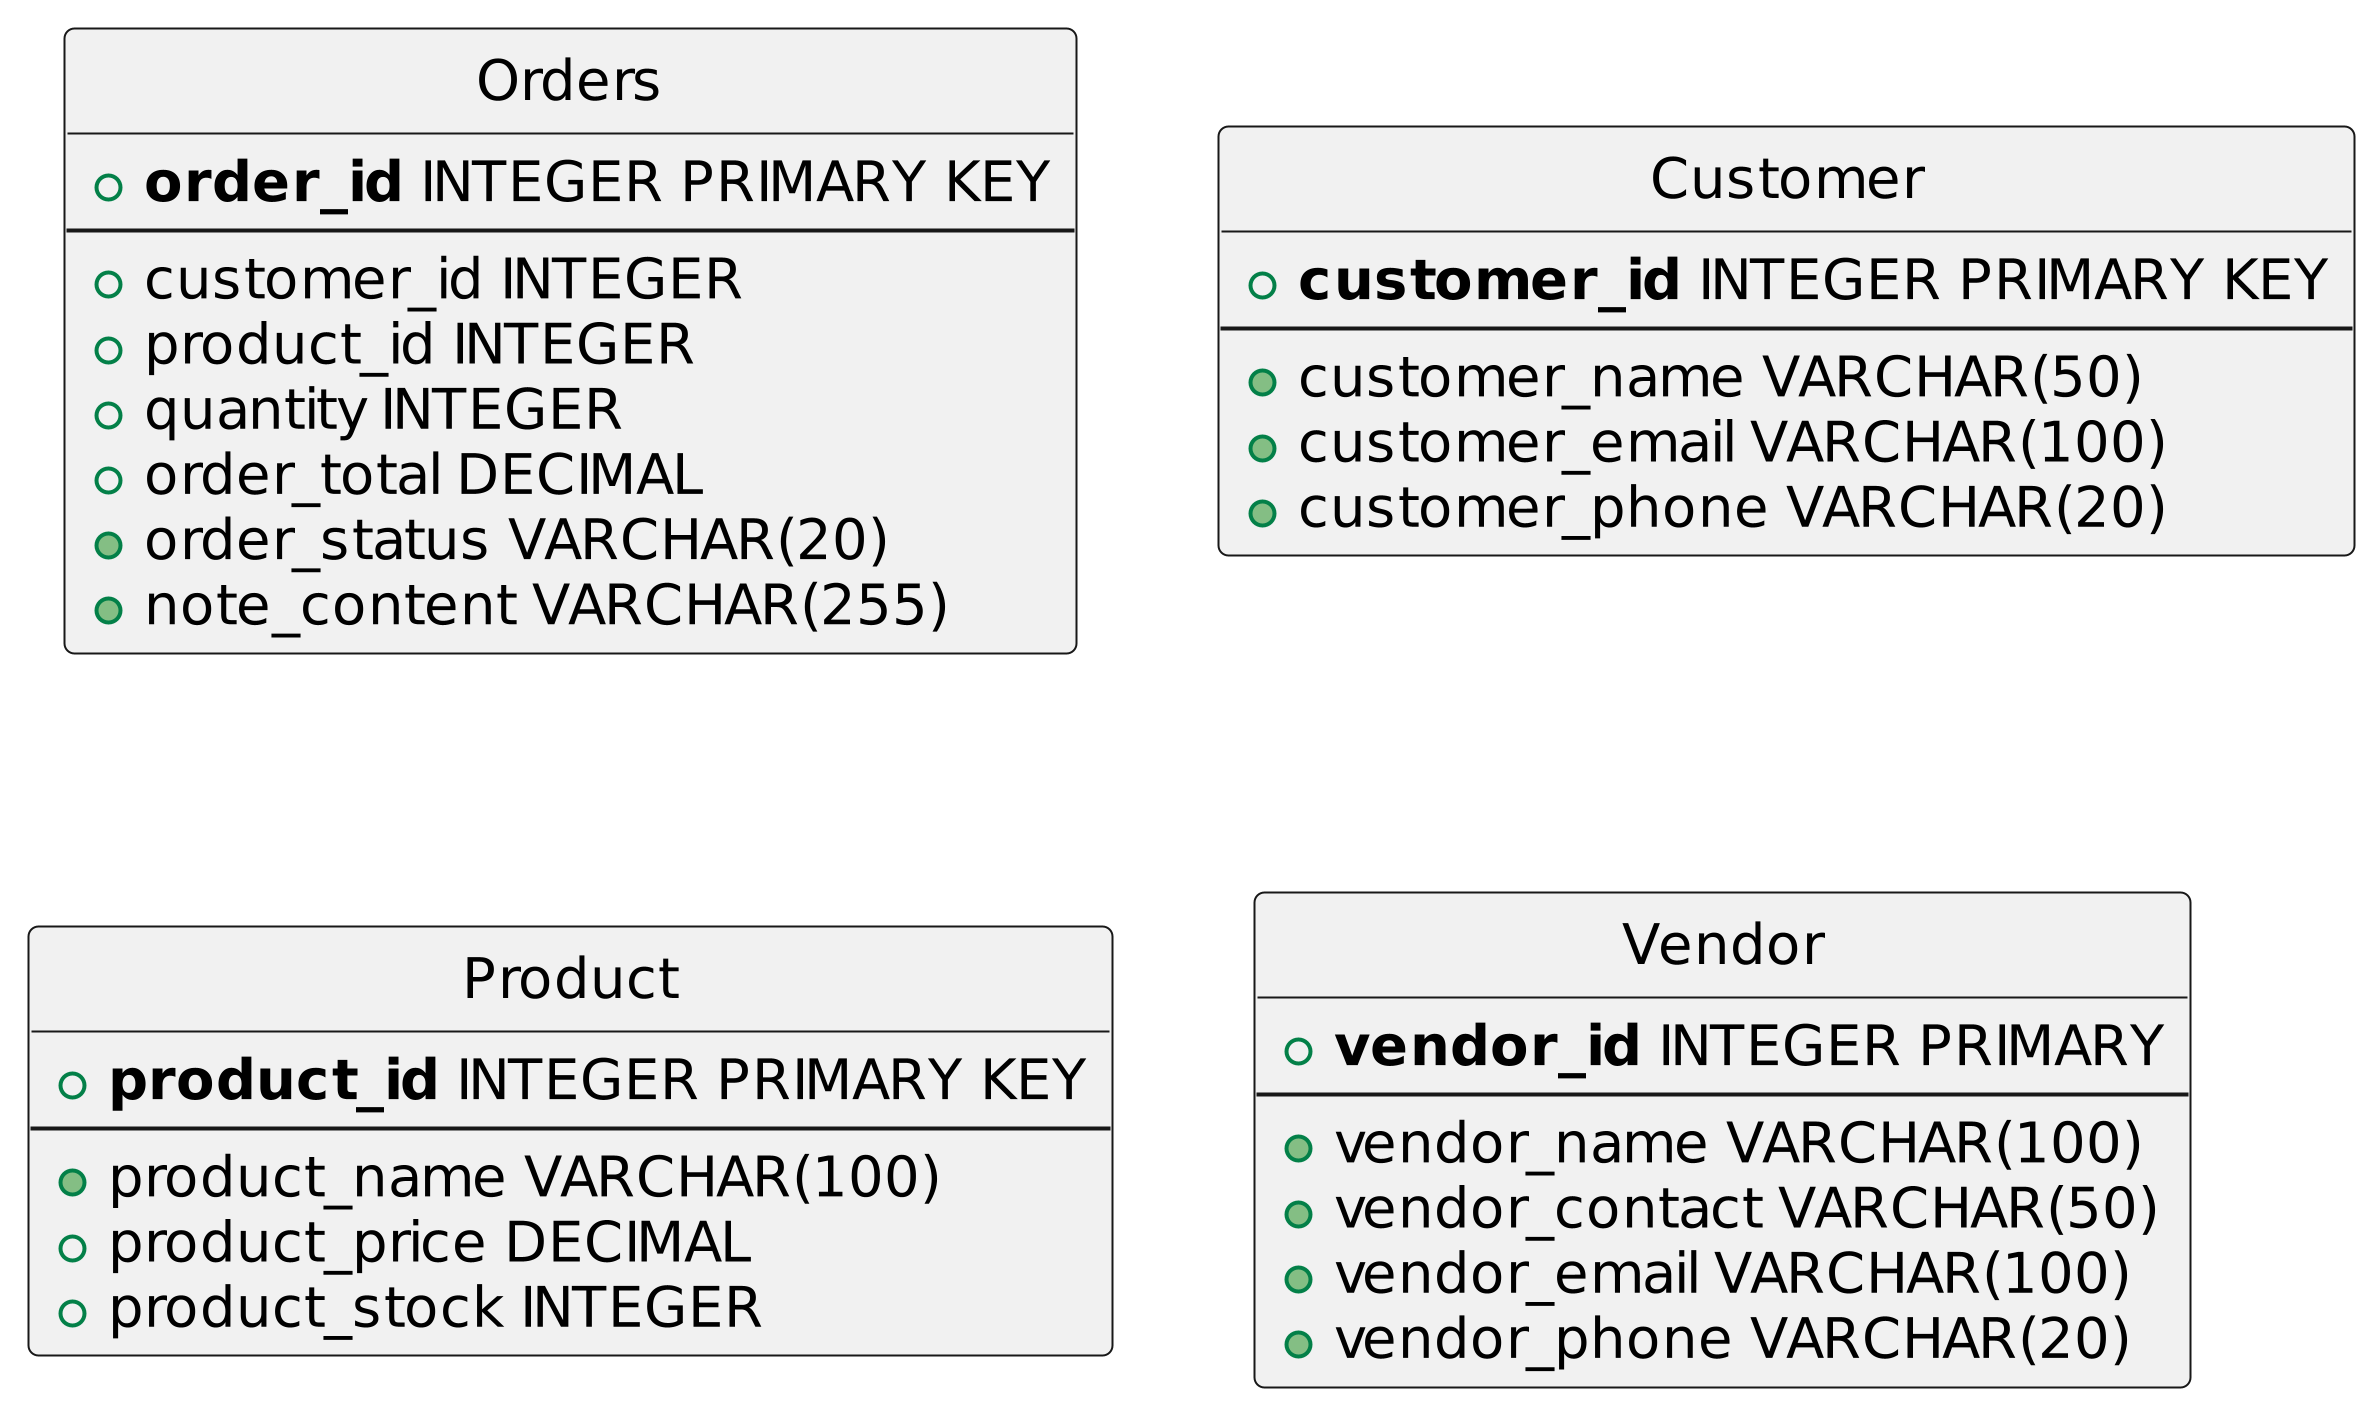 Orders
order_id INTEGER PRIMARY KEY
customer_id INTEGER
product_id INTEGER
quantity INTEGER
order_total DECIMAL
order_status VARCHAR(20)
note_content VARCHAR(255)
Customer
customer_id INTEGER PRIMARY KEY
customer_name VARCHAR(50)
customer_email VARCHAR(100)
customer_phone VARCHAR(20)
Product
product_id INTEGER PRIMARY KEY
product_name VARCHAR(100)
product_price DECIMAL
product_stock INTEGER
Vendor
vendor_id INTEGER PRIMARY
vendor_name VARCHAR(100)
vendor_contact VARCHAR(50)
vendor_email VARCHAR(100)
vendor_phone VARCHAR(20)